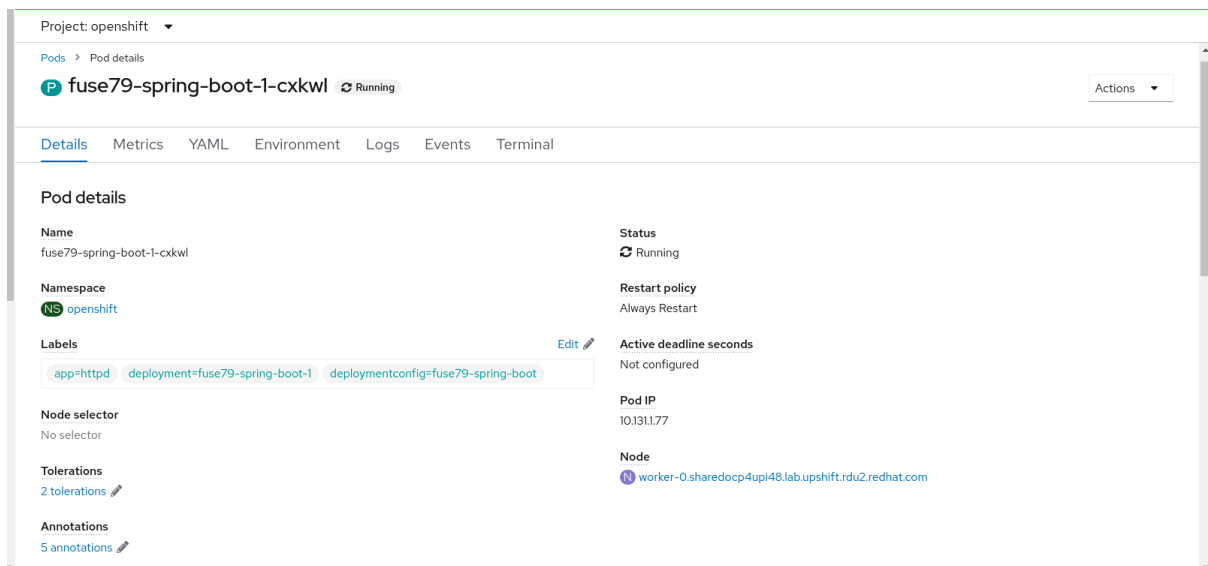 Project: openshift
Pods > Pod details
P fuse79-spring-boot-1-cxkwl Running
Actions
Details Metrics YAML Environment Logs Events Terminal
Pod details
Name
fuse79-spring-boot-1-cxkwl
Namespace
NS openshift
Labels Edit
app=httpd deployment=fuse79-spring-boot-1 deploymentconfig=fuse79-spring-boot
Node selector
No selector
Tolerations
2 tolerations
Annotations
5 annotations
Status
Running
Restart policy
Always Restart
Active deadline seconds
Not configured
Pod IP
10.131.1.77
Node
N worker-0.sharedocp4upi48.lab.upshift.rdu2.redhat.com